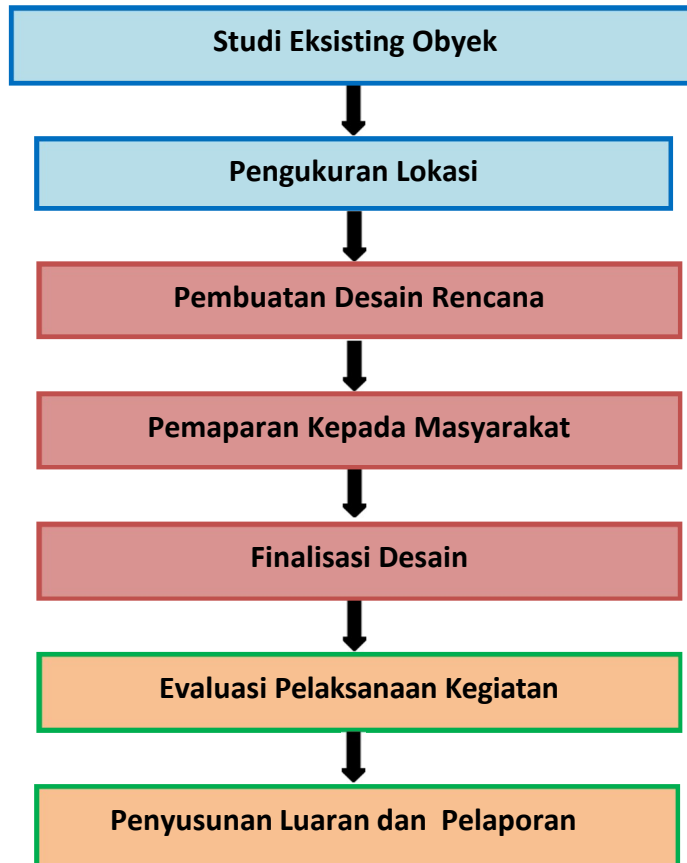 Studi Eksisting Obyek
Pengukuran Lokasi
Pembuatan Desain Rencana
Pemaparan Kepada Masyarakat
Finalisasi Desain
Evaluasi Pelaksanaan Kegiatan
Penyusunan Luaran dan Pelaporan